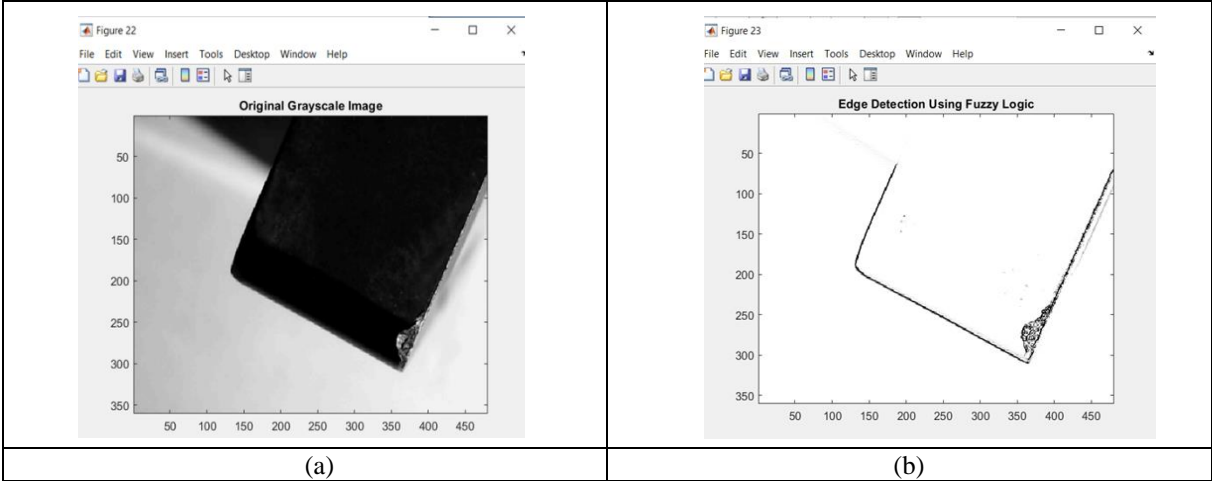 Figure 22
File Edit View Insert Tools Desktop Window Help
Original Grayscale Image
50
100
150
200
250
300
350
50 100 150 200 250 300 350 400 450
(a)
Figure 23
File Edit View Insert Tools Desktop Window Help
Edge Detection Using Fuzzy Logic
50
100
150
200
250
300
350
50 100 150 200 250 300 350 400 450
(b)